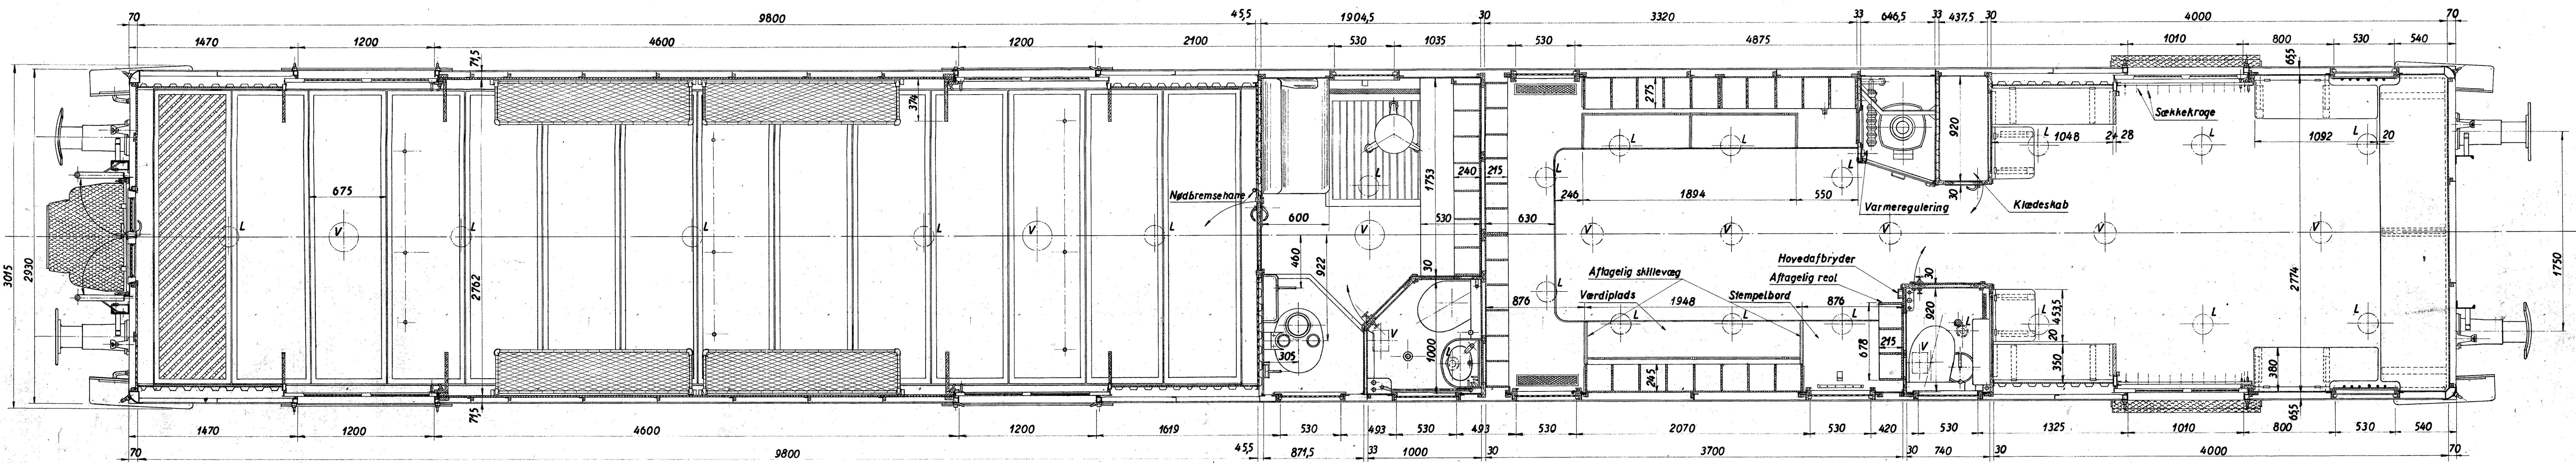 70 9800 45,5 1904,5 30 3320 33 646,5 33 437,5 30 4000 70
1470 1200 4600 1200 2100 530 1035 530 4875 1010 800 530 540
71,5 655
374 275 920
Sækkekroge
1048 2 28 1092 20
L L L L L
675 Nødbremsehane 1753 240 215 L L
246 1894 550 30
600 530 630 Varmeregulering Klædeskab
3015 2930 L V L L L V L V V V V V V 1750
460 922 30
2762 2774
Hovedafbryder 30
Aftagelig skillevæg Aftagelig reol
Værdiplads Stempelbord
876 1948 876 920 453,5
L L L L L L L
V 678 215 V 20
305 1000 L 350 380
245
71,5 65,5
1470 1200 4600 1200 1619 530 493 530 493 530 2070 530 420 530 1325 1010 800 530 540
70 9800 45,5 871,5 33 1000 30 3700 30 740 30 4000 70